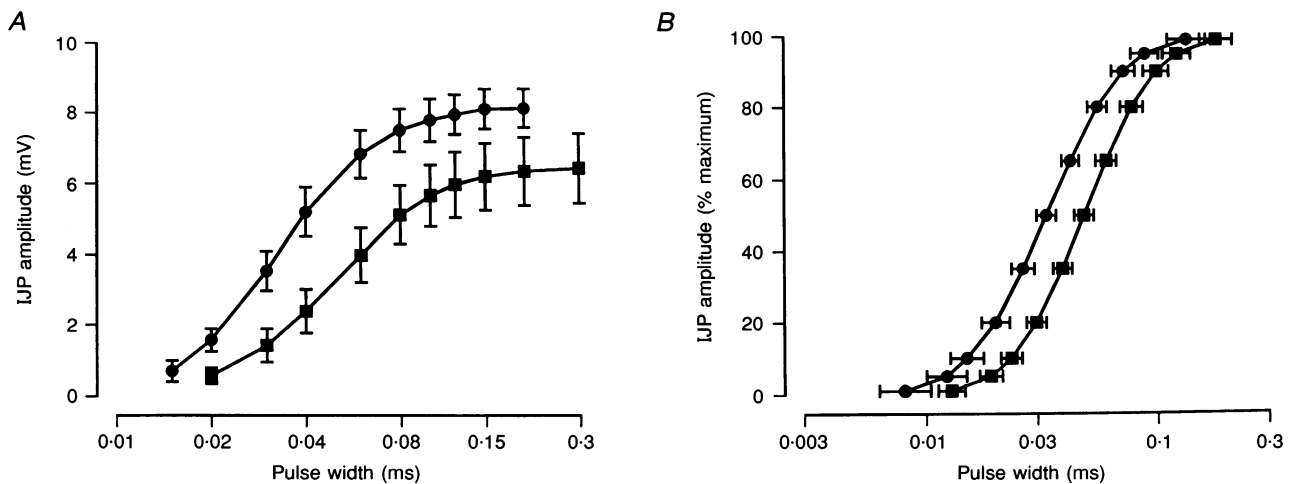 A
10
8
6
4
2
0
IJP amplitude (mV)
0·01 0·02 0·04 0·08 0·15 0·3
Pulse width (ms)
B
100
80
60
40
20
0
IJP amplitude (% maximum)
0·003 0·01 0·03 0·1 0·3
Pulse width (ms)